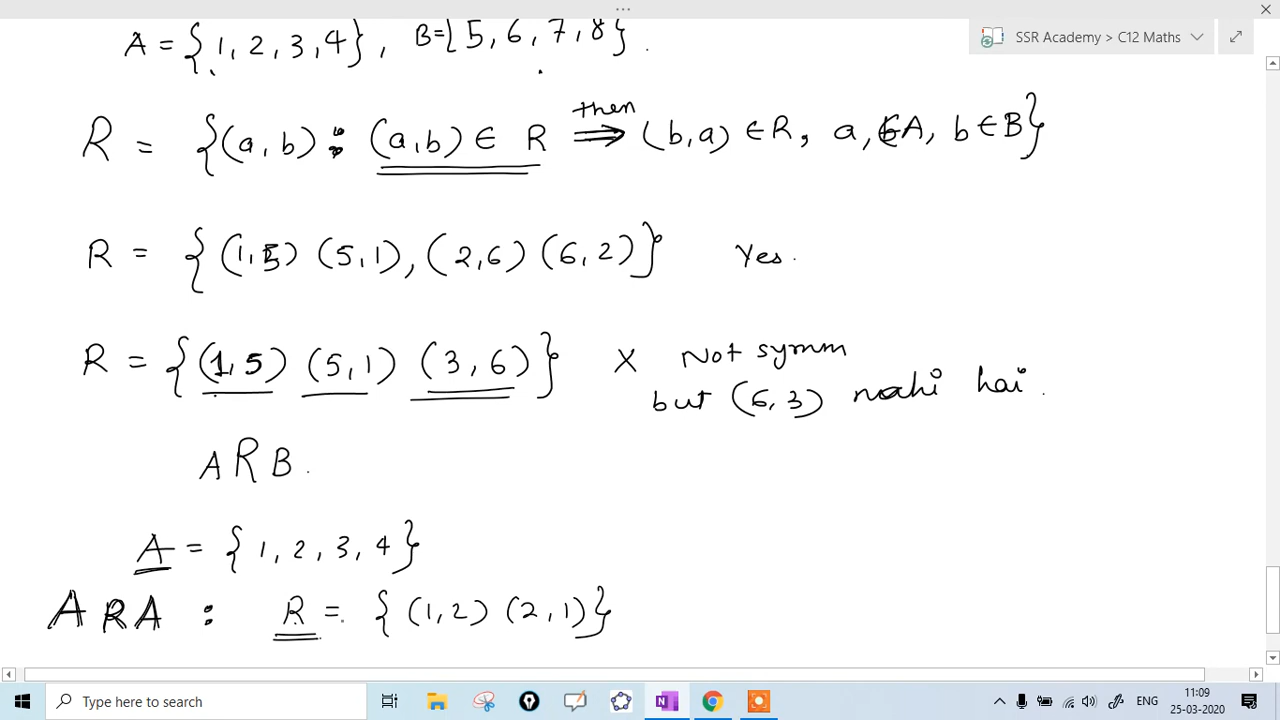 SSR Academy > C12 Maths
A = {1, 2, 3, 4}, B={5, 6, 7, 8}.
then
R = {(a, b) : (a, b) ∈ R ⇒ (b, a) ∈ R, a, ∈ A, b ∈ B}
R = {(1, 5) (5, 1), (2, 6) (6, 2)} Yes.
R = {(1, 5) (5, 1) (3, 6)} X Not symm
but (6, 3) nahi hai.
A R B.
A = {1, 2, 3, 4}
A R A : R = {(1, 2) (2, 1)}
Type here to search
ENG
11:09
25-03-2020